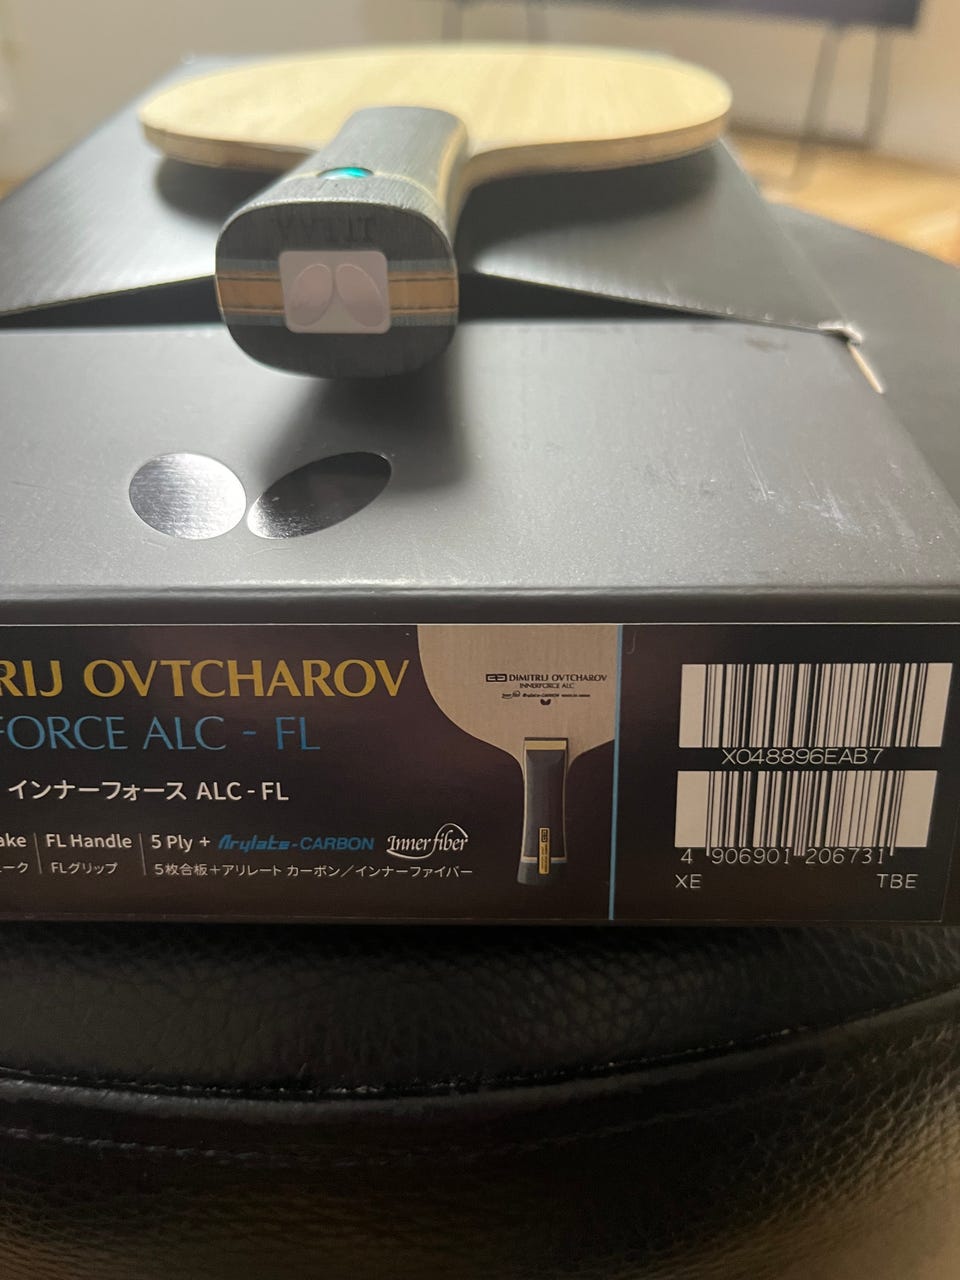 RIJ OVTCHAROV
FORCE ALC - FL
インナーフォース ALC - FL
ake | FL Handle | 5 Ply + Arylate-CARBON Innerfiber
ーク | FLグリップ | 5枚合板+アリレート カーボン/インナーファイバー
DIMITRIJ OVTCHAROV
INNERFORCE ALC
X048896EAB7
4 906901 206731
XE TBE